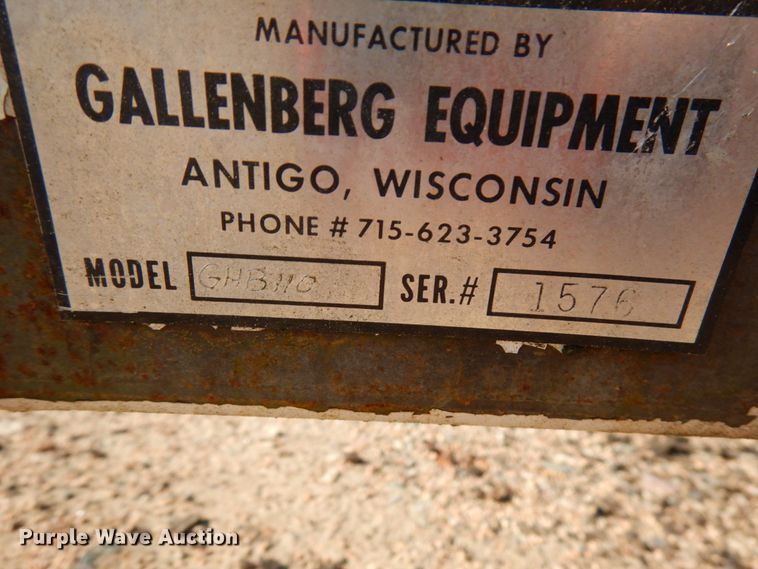 MANUFACTURED BY
GALLENBERG EQUIPMENT
ANTIGO, WISCONSIN
PHONE # 715-623-3754
MODEL GHB110 SER.# 1576
Purple Wave Auction